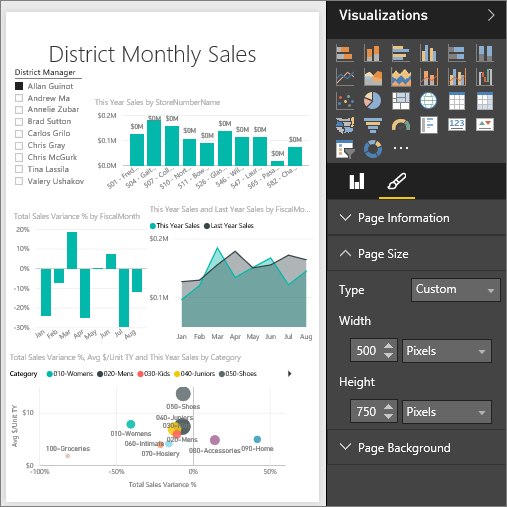 Visualizations
District Monthly Sales
District Manager
Allan Guinot
Andrew Ma
Annelie Zubar
Brad Sutton
Carlos Grilo
Chris Gray
Chris McGurk
Tina Lassila
Valery Ushakov
This Year Sales by StoreNumberName
$0.2M
$0.1M
$0.0M
$0M $0M $0M $0M $0M $0M $0M $0M $0M $0M
501 - Fred... 504 - Galt... 507 - Coll... 510 - Nort... 511 - Bow... 526 - Glas... 546 - Wil... 547 - Laur... 565 - Pasa... 582 - Cha...
Total Sales Variance % by FiscalMonth
20%
10%
0%
-10%
-20%
-30%
Jan Feb Mar Apr May Jun Jul Aug
This Year Sales and Last Year Sales by FiscalMo...
This Year Sales Last Year Sales
$0.2M
$0.1M
Jan Feb Mar Apr May Jun Jul Aug
Total Sales Variance %, Avg $/Unit TY and This Year Sales by Category
Category 010-Womens 020-Mens 030-Kids 040-Juniors 050-Shoes
Avg $/Unit TY
$10
$0
050-Shoes
040-Juniors
010-Womens
020-Mens
060-Intimate
070-Hosiery
080-Accessories
090-Home
100-Groceries
-100% -50% 0% 50%
Total Sales Variance %
R
123
Page Information
Page Size
Type Custom
Width
500 Pixels
Height
750 Pixels
Page Background